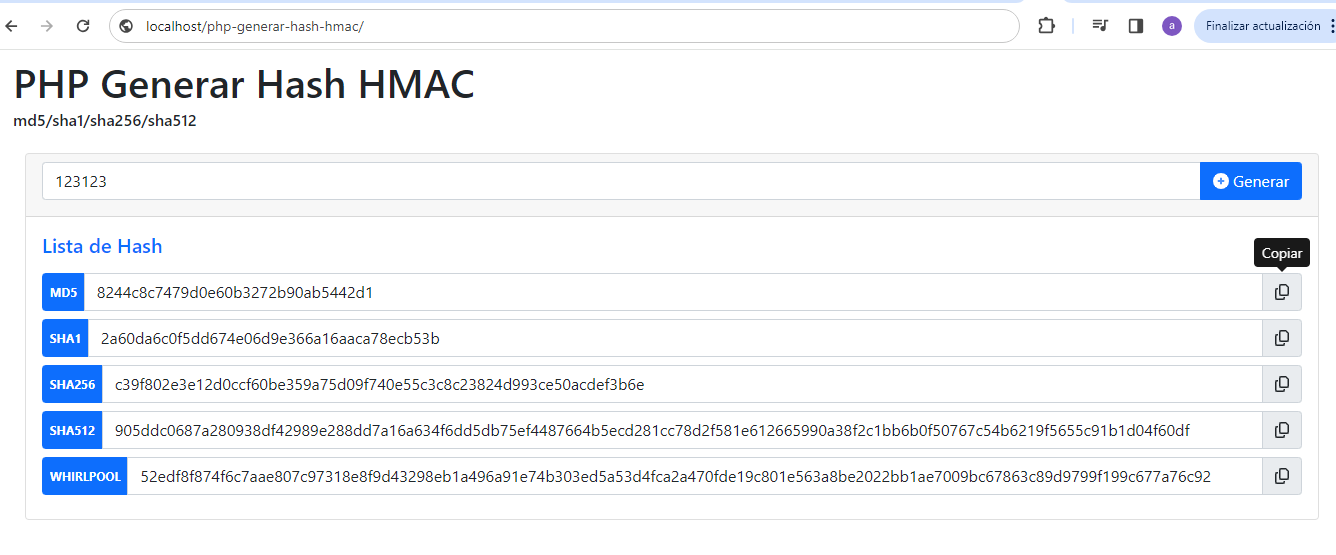 localhost/php-generar-hash-hmac/
a
Finalizar actualización
PHP Generar Hash HMAC
md5/sha1/sha256/sha512
123123
Generar
Lista de Hash
Copiar
MD5 8244c8c7479d0e60b3272b90ab5442d1
SHA1 2a60da6c0f5dd674e06d9e366a16aaca78ecb53b
SHA256 c39f802e3e12d0ccf60be359a75d09f740e55c3c8c23824d993ce50acdef3b6e
SHA512 905ddc0687a280938df42989e288dd7a16a634f6dd5db75ef4487664b5ecd281cc78d2f581e612665990a38f2c1bb6b0f50767c54b6219f5655c91b1d04f60df
WHIRLPOOL 52edf8f874f6c7aae807c97318e8f9d43298eb1a496a91e74b303ed5a53d4fca2a470fde19c801e563a8be2022bb1ae7009bc67863c89d9799f199c677a76c92